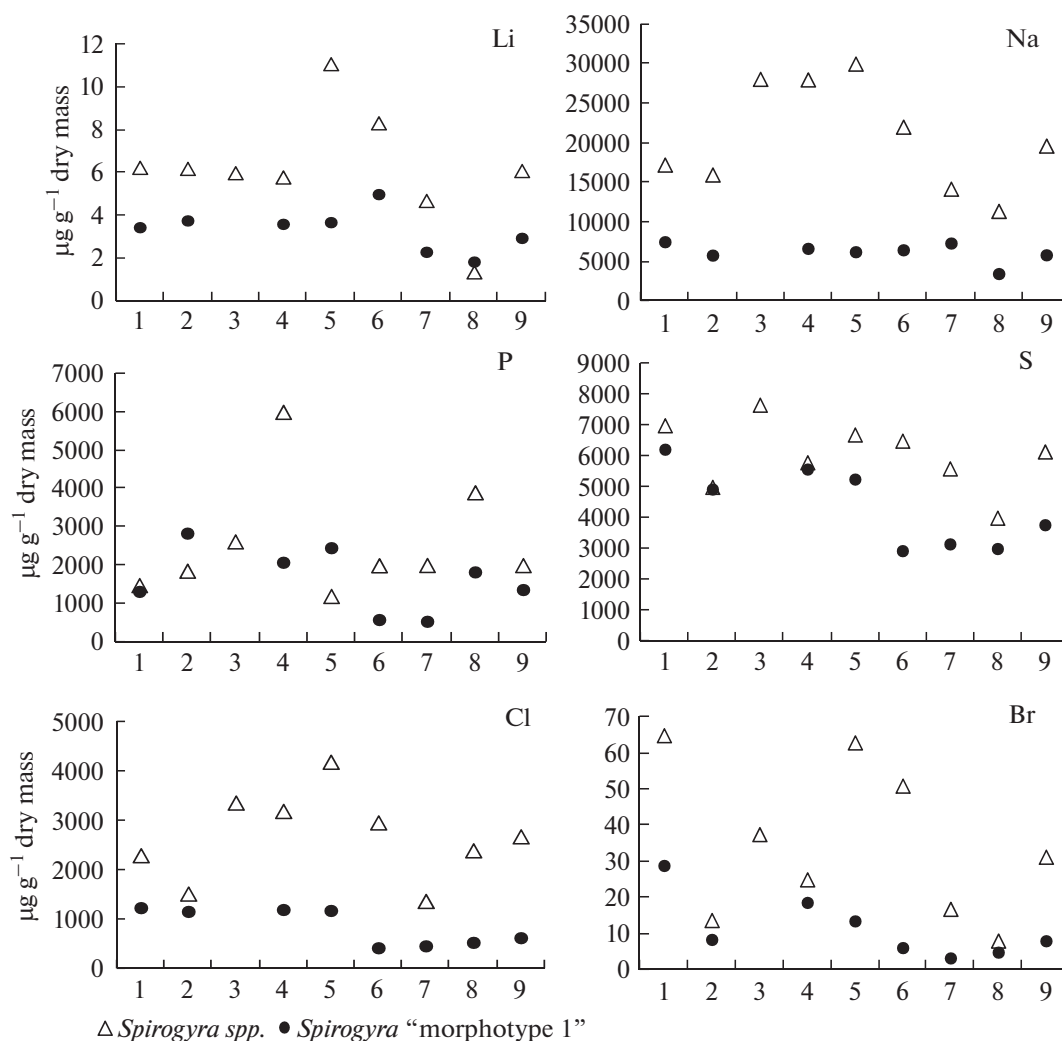 Li
μg g⁻¹ dry mass
12
10
8
6
4
2
0
1 2 3 4 5 6 7 8 9
Na
35000
30000
25000
20000
15000
10000
5000
0
1 2 3 4 5 6 7 8 9
P
μg g⁻¹ dry mass
7000
6000
5000
4000
3000
2000
1000
0
1 2 3 4 5 6 7 8 9
S
9000
8000
7000
6000
5000
4000
3000
2000
1000
0
1 2 3 4 5 6 7 8 9
Cl
μg g⁻¹ dry mass
5000
4000
3000
2000
1000
0
1 2 3 4 5 6 7 8 9
Br
70
60
50
40
30
20
10
0
1 2 3 4 5 6 7 8 9
Spirogyra spp. Spirogyra “morphotype 1”